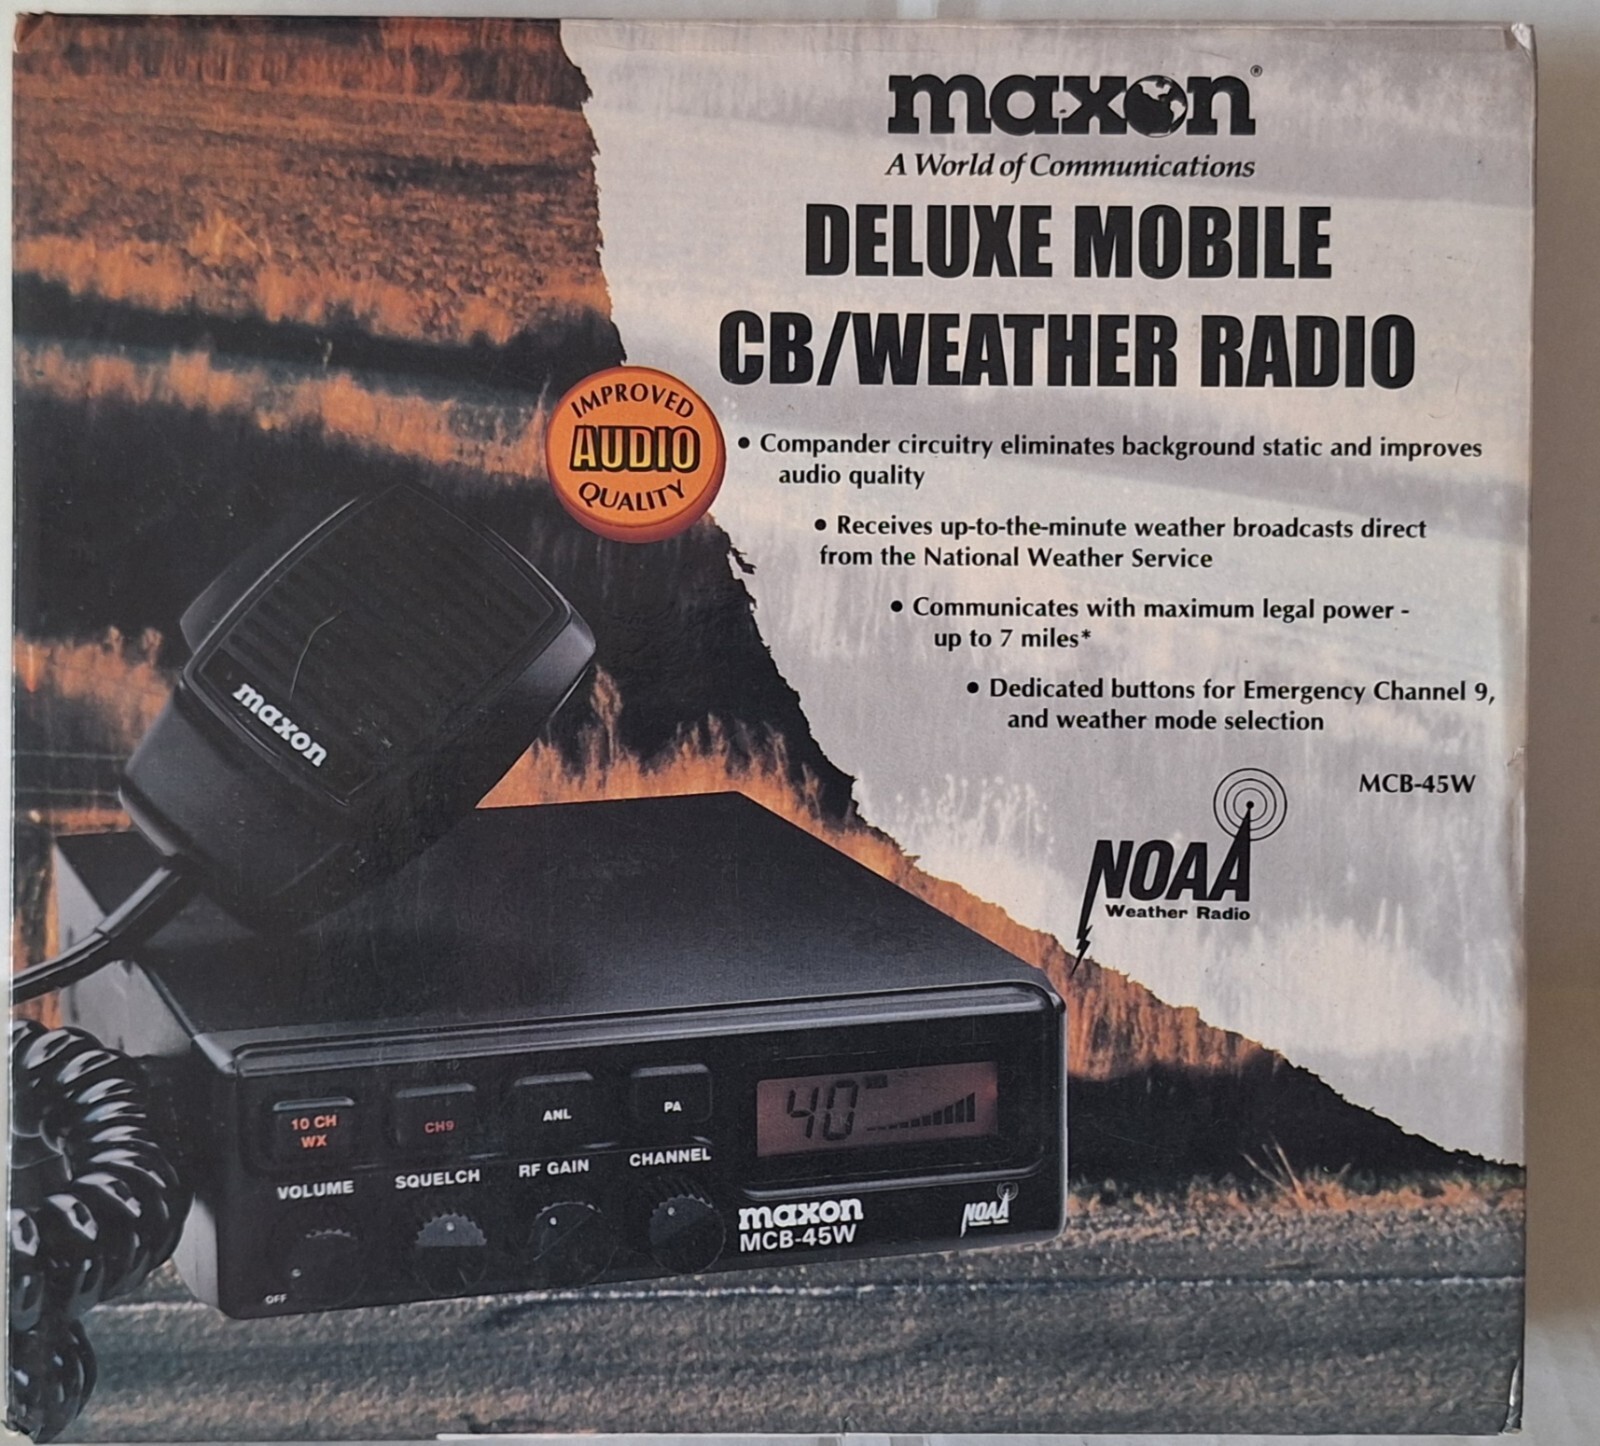 maxon®
A World of Communications
DELUXE MOBILE
CB/WEATHER RADIO
IMPROVED
AUDIO
QUALITY
• Compander circuitry eliminates background static and improves
audio quality
• Receives up-to-the-minute weather broadcasts direct
from the National Weather Service
• Communicates with maximum legal power -
up to 7 miles*
• Dedicated buttons for Emergency Channel 9,
and weather mode selection
MCB-45W
NOAA
Weather Radio
maxon
10 CH
WX
CH9
ANL
PA
40
VOLUME
SQUELCH
RF GAIN
CHANNEL
OFF
maxon
MCB-45W
NOAA
Weather Radio